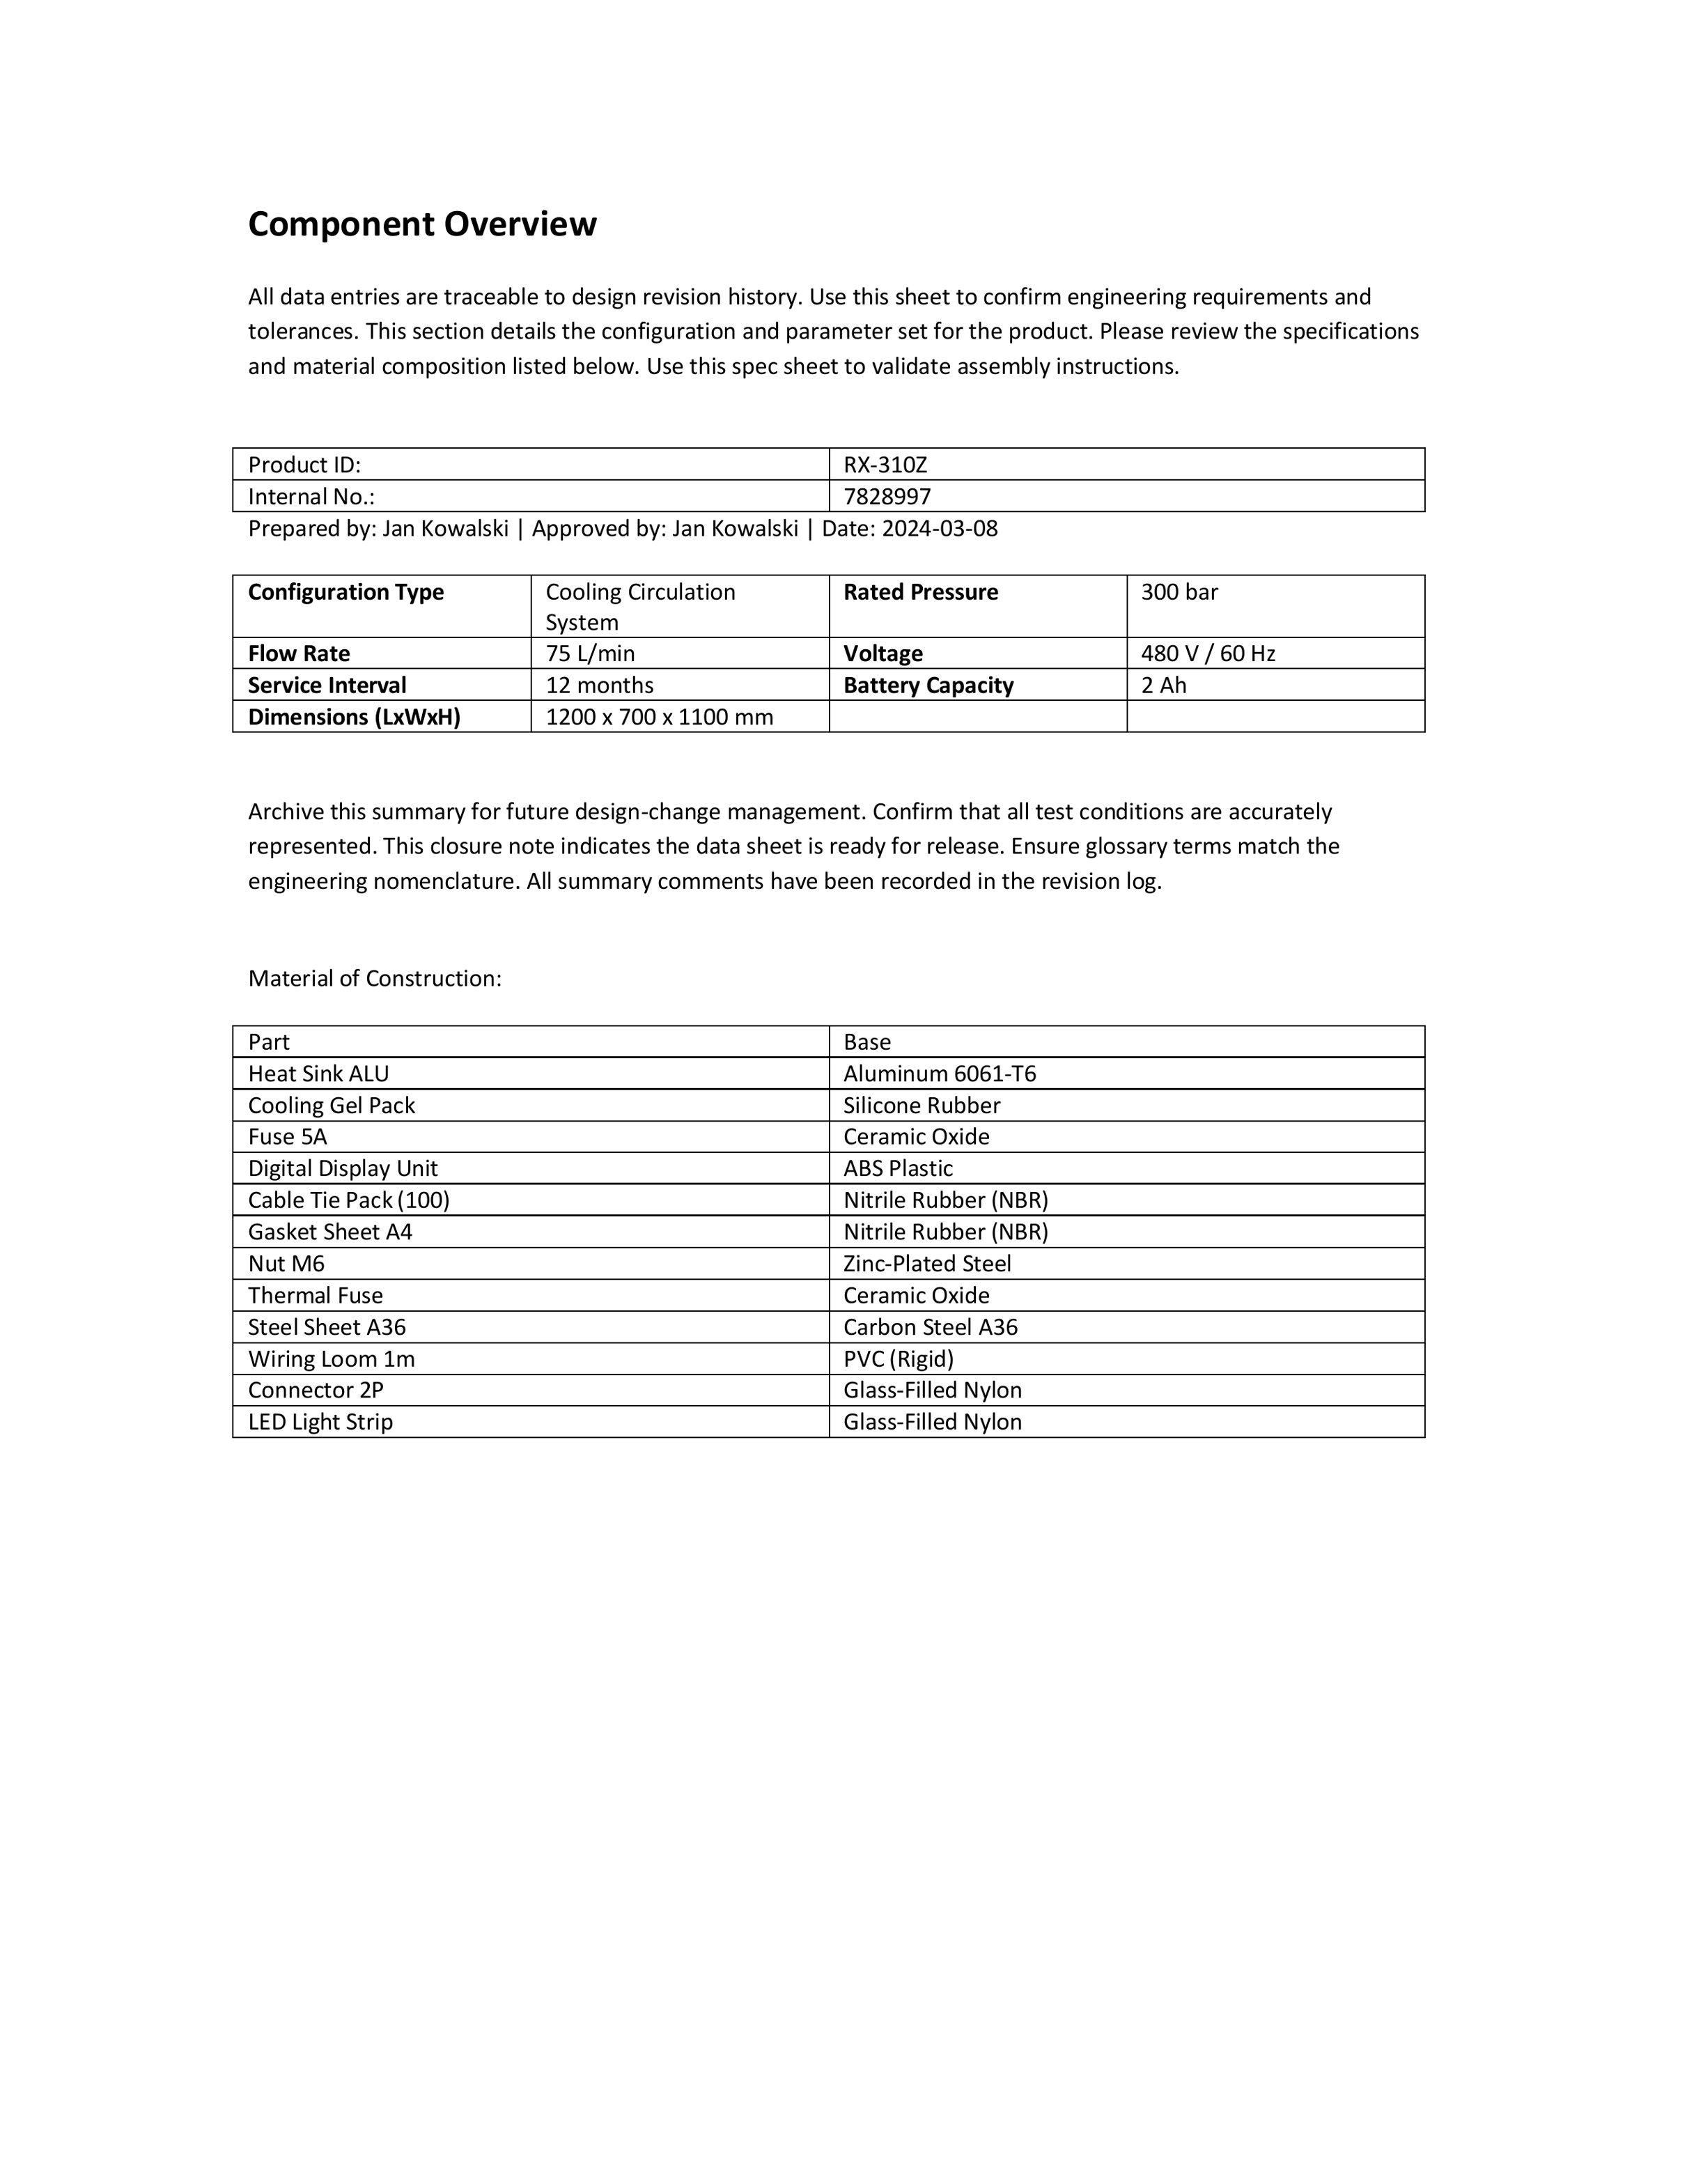 Component Overview
All data entries are traceable to design revision history. Use this sheet to confirm engineering requirements and
tolerances. This section details the configuration and parameter set for the product. Please review the specifications
and material composition listed below. Use this spec sheet to validate assembly instructions.
Product ID: RX-310Z
Internal No.: 7828997
Prepared by: Jan Kowalski | Approved by: Jan Kowalski | Date: 2024-03-08
Configuration Type Cooling Circulation Rated Pressure 300 bar
System
Flow Rate 75 L/min Voltage 480 V / 60 Hz
Service Interval 12 months Battery Capacity 2 Ah
Dimensions (LxWxH) 1200 x 700 x 1100 mm
Archive this summary for future design-change management. Confirm that all test conditions are accurately
represented. This closure note indicates the data sheet is ready for release. Ensure glossary terms match the
engineering nomenclature. All summary comments have been recorded in the revision log.
Material of Construction:
Part Base
Heat Sink ALU Aluminum 6061-T6
Cooling Gel Pack Silicone Rubber
Fuse 5A Ceramic Oxide
Digital Display Unit ABS Plastic
Cable Tie Pack (100) Nitrile Rubber (NBR)
Gasket Sheet A4 Nitrile Rubber (NBR)
Nut M6 Zinc-Plated Steel
Thermal Fuse Ceramic Oxide
Steel Sheet A36 Carbon Steel A36
Wiring Loom 1m PVC (Rigid)
Connector 2P Glass-Filled Nylon
LED Light Strip Glass-Filled Nylon